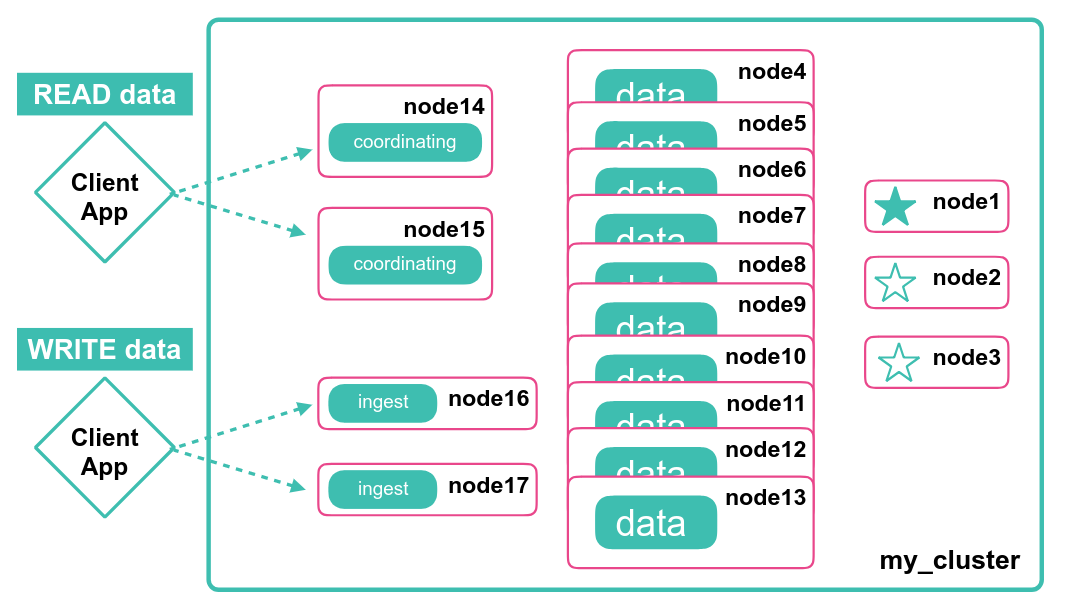 READ data
Client
App
WRITE data
Client
App
node14
coordinating
node15
coordinating
ingest
node16
ingest
node17
node4
data
node5
data
node6
data
node7
data
node8
data
node9
data
node10
data
node11
data
node12
data
node13
data
node1
node2
node3
my_cluster